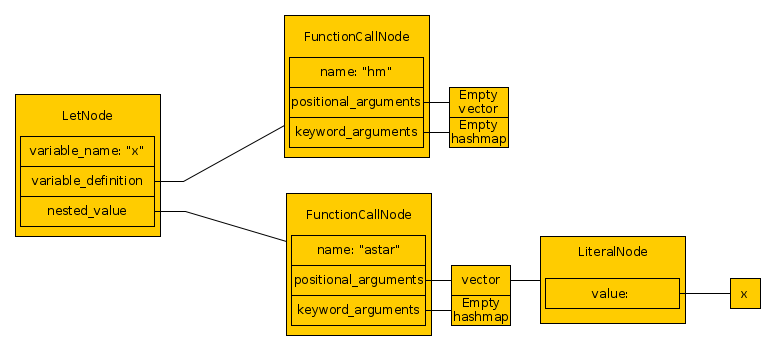 LetNode
variable_name: "x"
variable_definition
nested_value
FunctionCallNode
name: "hm"
positional_arguments
keyword_arguments
Empty
vector
Empty
hashmap
FunctionCallNode
name: "astar"
positional_arguments
keyword_arguments
vector
Empty
hashmap
LiteralNode
value:
x